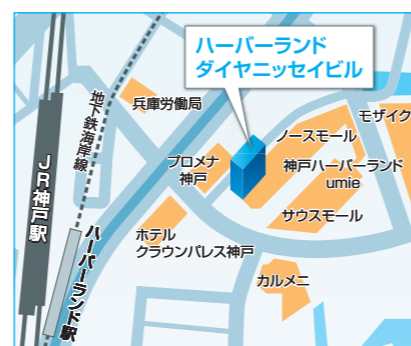 ハーバーランド
ダイヤニッセイビル
モザイク
兵庫労働局
地下鉄海岸線
ノースモール
プロメナ
神戸
神戸ハーバーランド
umie
JR神戸駅
サウスモール
ホテル
クラウンパレス神戸
ハーバーランド駅
カルメニ